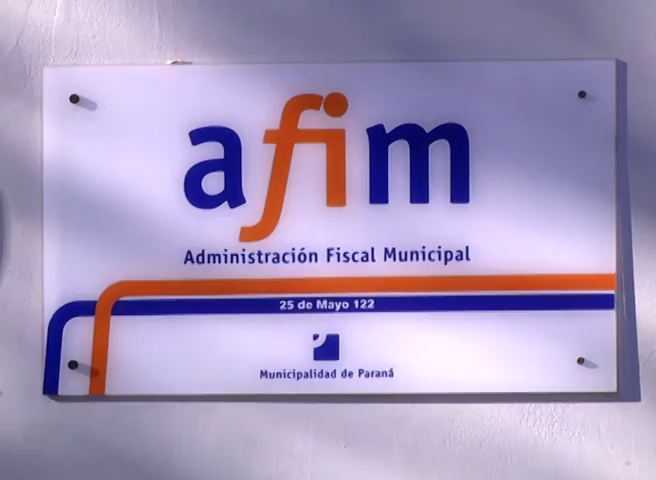 afim
Administración Fiscal Municipal
25 de Mayo 122
Municipalidad de Paraná